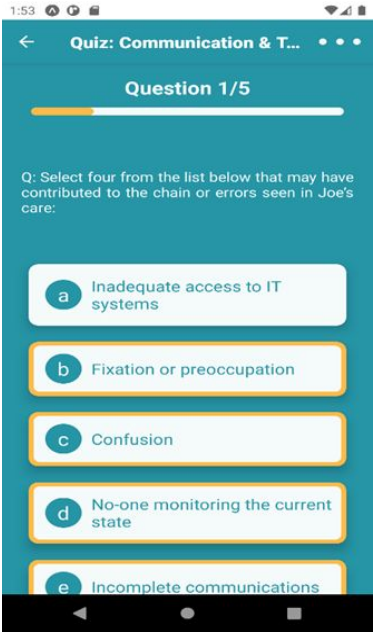 1:53
Quiz: Communication & T...
Question 1/5
Q: Select four from the list below that may have
contributed to the chain or errors seen in Joe's
care:
a
Inadequate access to IT
systems
b
Fixation or preoccupation
c
Confusion
d
No-one monitoring the current
state
e
Incomplete communications